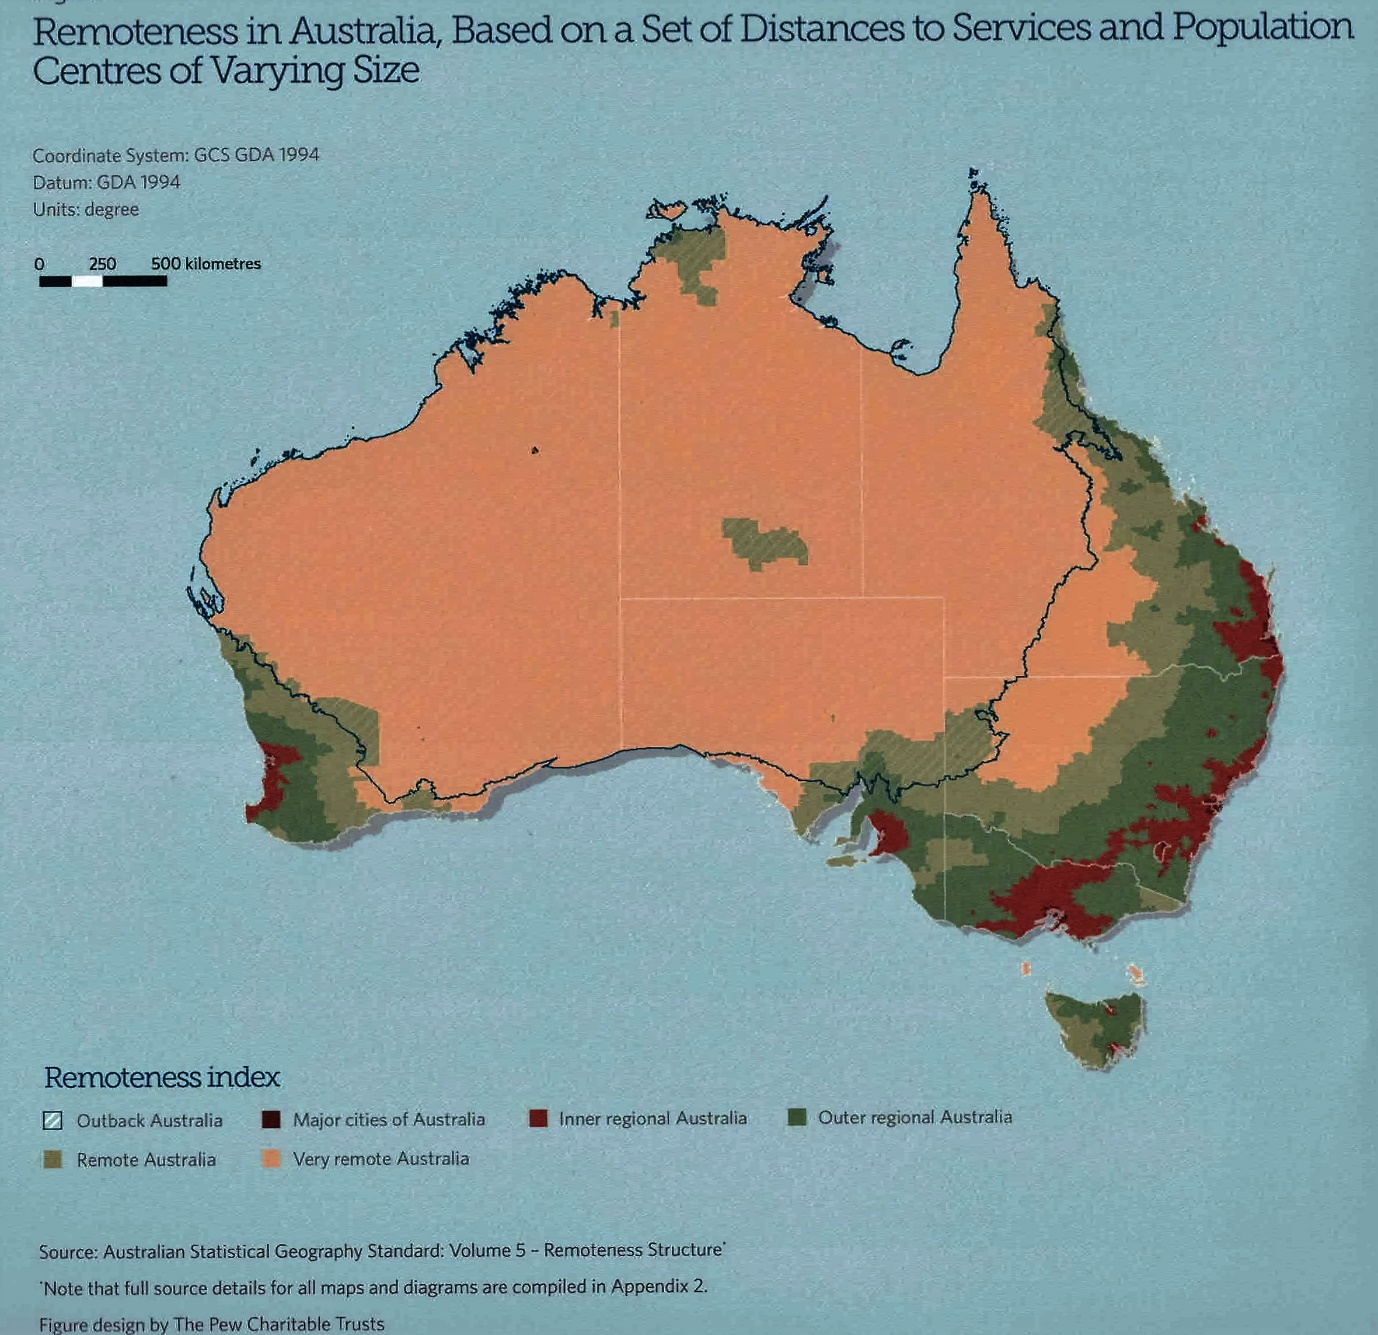 Remoteness in Australia, Based on a Set of Distances to Services and Population
Centres of Varying Size
Coordinate System: GCS GDA 1994
Datum: GDA 1994
Units: degree
0 250 500 kilometres
Remoteness index
Outback Australia
Major cities of Australia
Inner regional Australia
Outer regional Australia
Remote Australia
Very remote Australia
Source: Australian Statistical Geography Standard: Volume 5 – Remoteness Structure*
*Note that full source details for all maps and diagrams are compiled in Appendix 2.
Figure design by The Pew Charitable Trusts